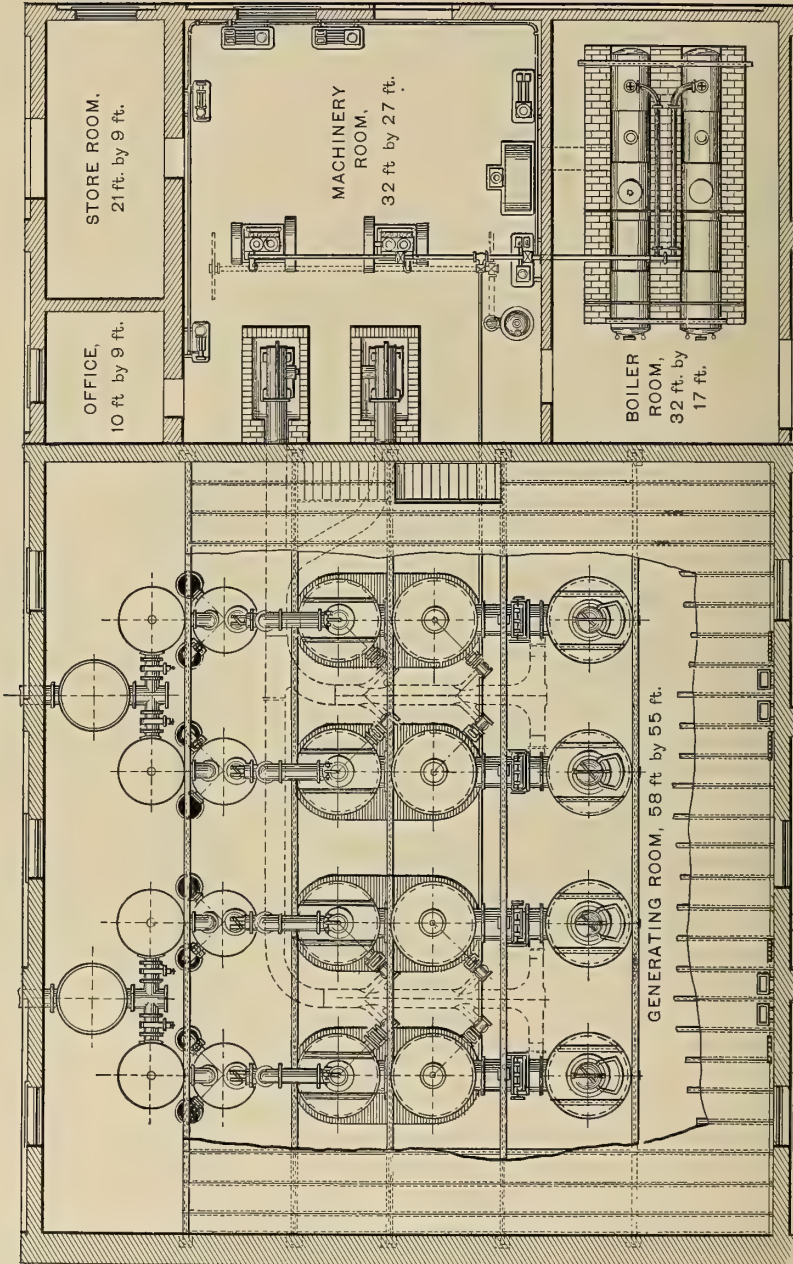 STORE ROOM,
21 ft. by 9 ft.
OFFICE,
10 ft by 9 ft.
MACHINERY
ROOM,
32 ft by 27 ft.
BOILER
ROOM,
32 ft. by
17 ft.
GENERATING ROOM, 58 ft by 55 ft.